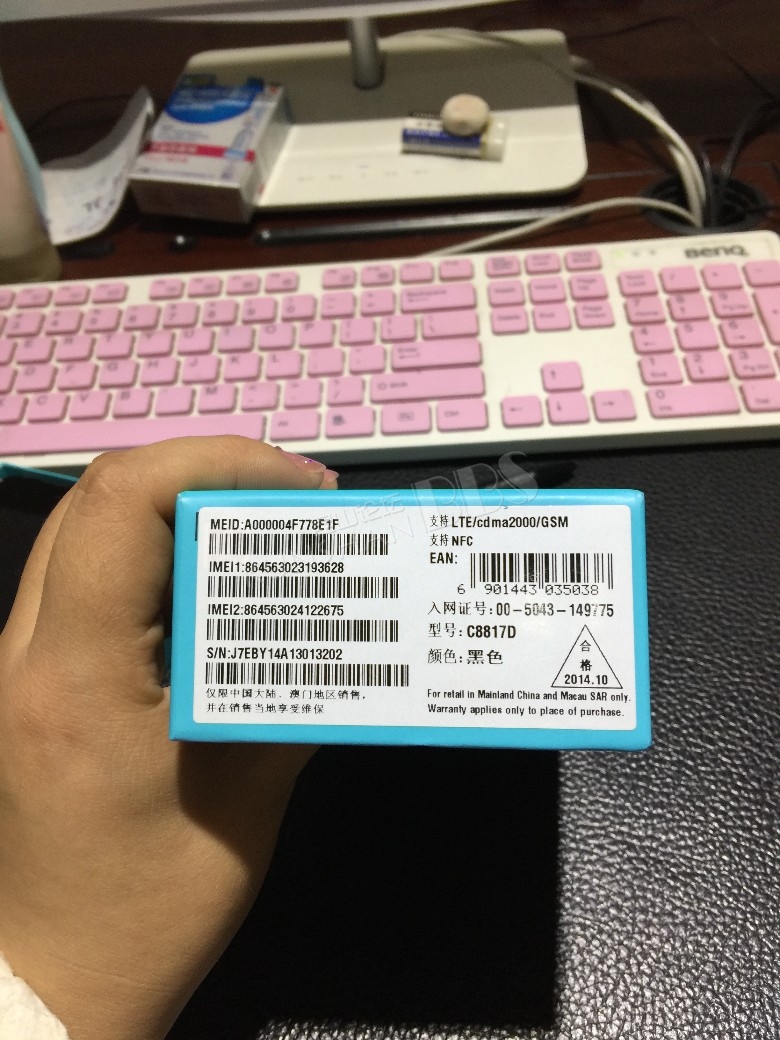 BenQ
BBS
MEID:A000004F778E1F
IMEI1:864563023193628
IMEI2:864563024122675
S/N:J7EBY14A13013202
仅限中国大陆、澳门地区销售,
并在销售当地享受维保
支持LTE/cdma2000/GSM
支持NFC
EAN:
6 901443 035038
入网证号:00-5043-149775
型号:C8817D
颜色:黑色
合
格
2014.10
For retail in Mainland China and Macau SAR only.
Warranty applies only to place of purchase.